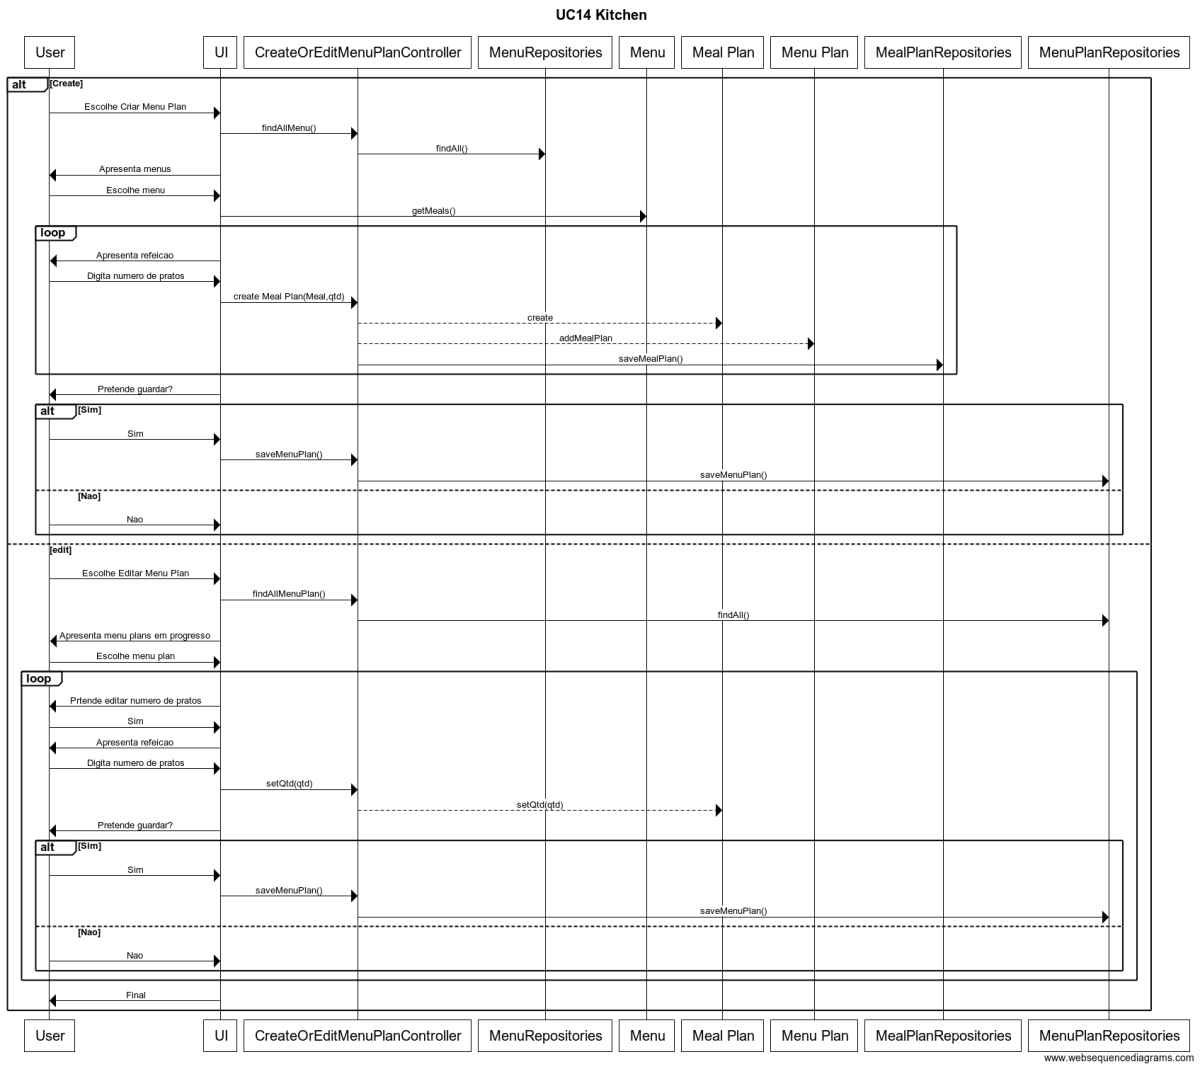 UC14 Kitchen
User UI CreateOrEditMenuPlanController MenuRepositories Menu Meal Plan Menu Plan MealPlanRepositories MenuPlanRepositories
alt [Create]
Escolhe Criar Menu Plan
findAllMenu()
findAll()
Apresenta menus
Escolhe menu
getMeals()
loop
Apresenta refeicao
Digita numero de pratos
create Meal Plan(Meal,qtd)
create
addMealPlan
saveMealPlan()
Pretende guardar?
alt [Sim]
Sim
saveMenuPlan()
saveMenuPlan()
[Nao]
Nao
[edit]
Escolhe Editar Menu Plan
findAllMenuPlan()
findAll()
Apresenta menu plans em progresso
Escolhe menu plan
loop
Prtende editar numero de pratos
Sim
Apresenta refeicao
Digita numero de pratos
setQtd(qtd)
setQtd(qtd)
Pretende guardar?
alt [Sim]
Sim
saveMenuPlan()
saveMenuPlan()
[Nao]
Nao
Final
User UI CreateOrEditMenuPlanController MenuRepositories Menu Meal Plan Menu Plan MealPlanRepositories MenuPlanRepositories
www.websequencediagrams.com